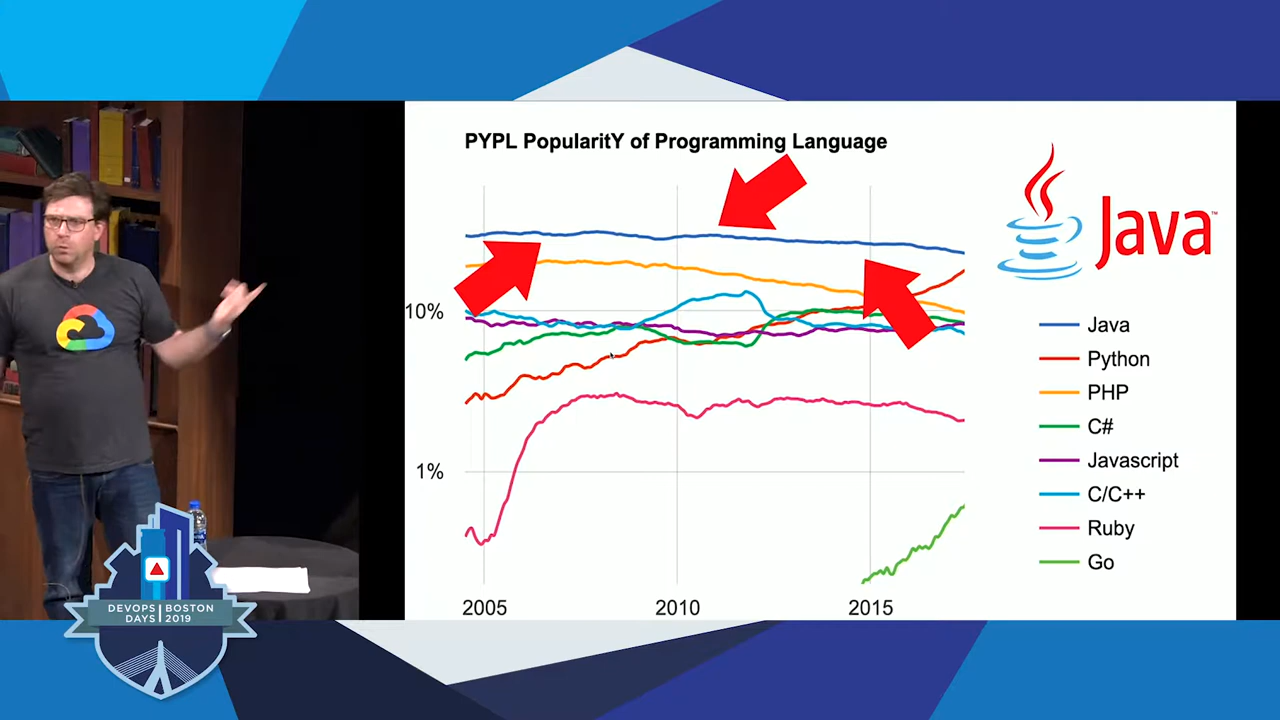 PYPL PopularitY of Programming Language
Java™
10%
1%
2005
2010
2015
Java
Python
PHP
C#
Javascript
C/C++
Ruby
Go
DEVOPS BOSTON
DAYS 2019